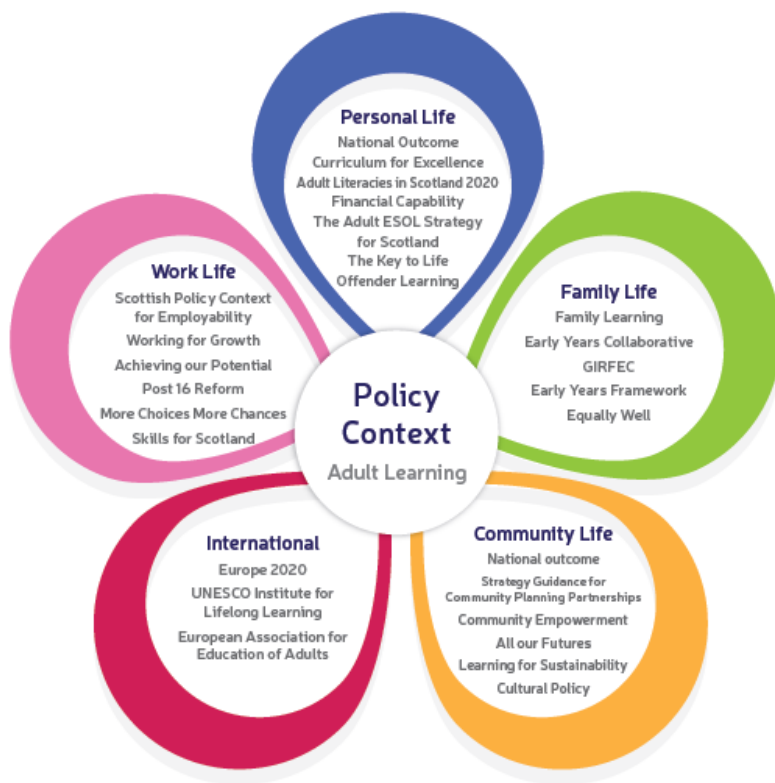 Personal Life
National Outcome
Curriculum for Excellence
Adult Literacies in Scotland 2020
Financial Capability
The Adult ESOL Strategy
for Scotland
The Key to Life
Offender Learning
Work Life
Scottish Policy Context
for Employability
Working for Growth
Achieving our Potential
Post 16 Reform
More Choices More Chances
Skills for Scotland
Family Life
Family Learning
Early Years Collaborative
GIRFEC
Early Years Framework
Equally Well
Policy
Context
Adult Learning
International
Europe 2020
UNESCO Institute for
Lifelong Learning
European Association for
Education of Adults
Community Life
National outcome
Strategy Guidance for
Community Planning Partnerships
Community Empowerment
All our Futures
Learning for Sustainability
Cultural Policy